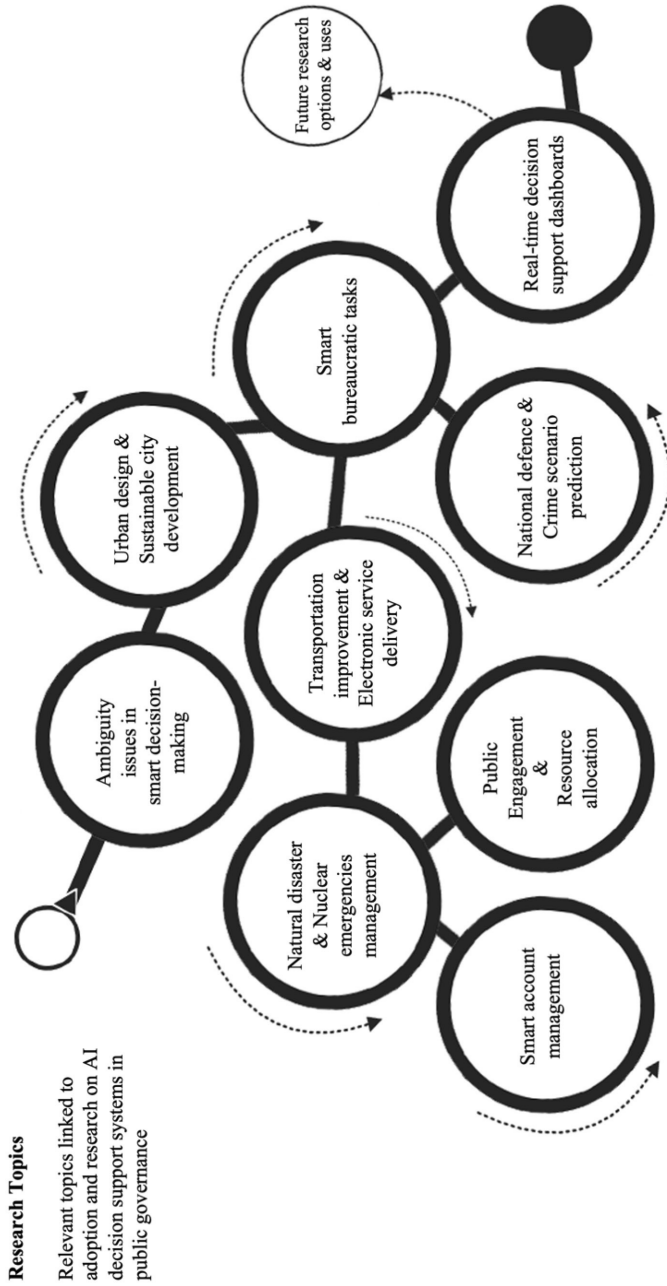 Research Topics
Relevant topics linked to
adoption and research on AI
decision support systems in
public governance
Ambiguity
issues in
smart decision-
making
Urban design &
Sustainable city
development
Natural disaster
& Nuclear
emergencies
management
Transportation
improvement &
Electronic service
delivery
Smart
bureaucratic tasks
Future research
options & uses
Smart account
management
Public
Engagement
&
Resource
allocation
National defence &
Crime scenario
prediction
Real-time decision
support dashboards